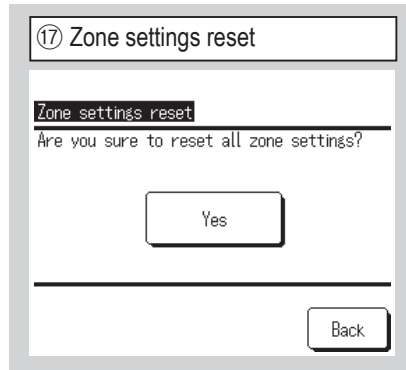 ⑰ Zone settings reset
Zone settings reset
Are you sure to reset all zone settings?
Yes
Back